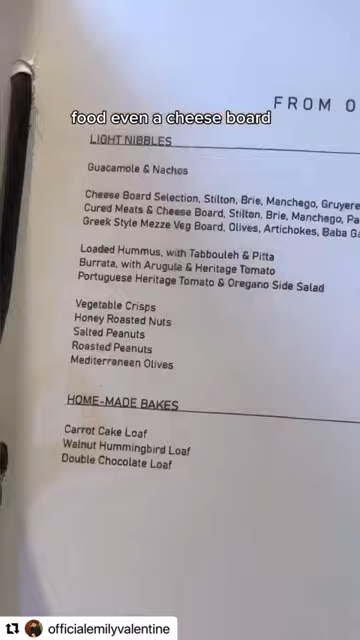 FROM O
food even a cheese board
LIGHT NIBBLES
Guacamole & Nachos
Cheese Board Selection, Stilton, Brie, Manchego, Gruyere
Cured Meats & Cheese Board, Stilton, Brie, Manchego, Pa
Greek Style Mezze Veg Board, Olives, Artichokes, Baba Ga
Loaded Hummus, with Tabbouleh & Pitta
Burrata, with Arugula & Heritage Tomato
Portuguese Heritage Tomato & Oregano Side Salad
Vegetable Crisps
Honey Roasted Nuts
Salted Peanuts
Roasted Peanuts
Mediterranean Olives
HOME-MADE BAKES
Carrot Cake Loaf
Walnut Hummingbird Loaf
Double Chocolate Loaf
officialemilyvalentine